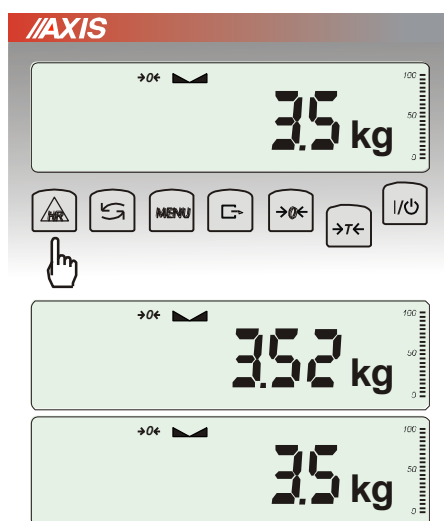 AXIS
→0← 100
3.5 kg 50
0
HR MENU →0← →T← I/⏻
→0← 100
3.52 kg 50
0
→0← 100
3.5 kg 50
0